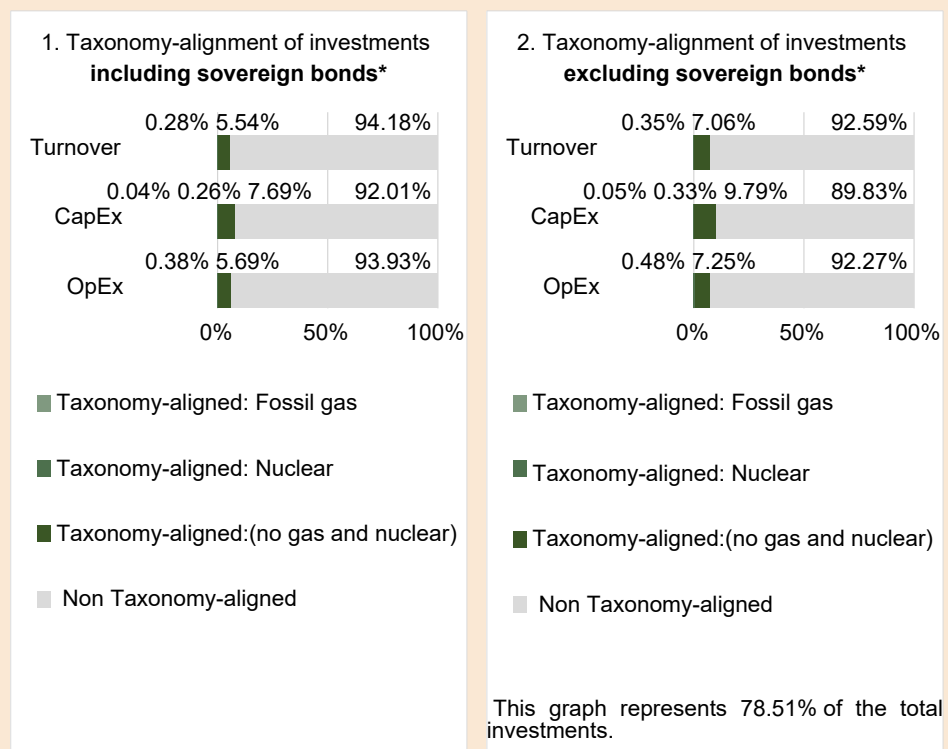 1. Taxonomy-alignment of investments
including sovereign bonds*
0.28% 5.54% 94.18%
Turnover
0.04% 0.26% 7.69% 92.01%
CapEx
0.38% 5.69% 93.93%
OpEx
0% 50% 100%
Taxonomy-aligned: Fossil gas
Taxonomy-aligned: Nuclear
Taxonomy-aligned:(no gas and nuclear)
Non Taxonomy-aligned
2. Taxonomy-alignment of investments
excluding sovereign bonds*
0.35% 7.06% 92.59%
Turnover
0.05% 0.33% 9.79% 89.83%
CapEx
0.48% 7.25% 92.27%
OpEx
0% 50% 100%
Taxonomy-aligned: Fossil gas
Taxonomy-aligned: Nuclear
Taxonomy-aligned:(no gas and nuclear)
Non Taxonomy-aligned
This graph represents 78.51% of the total
investments.